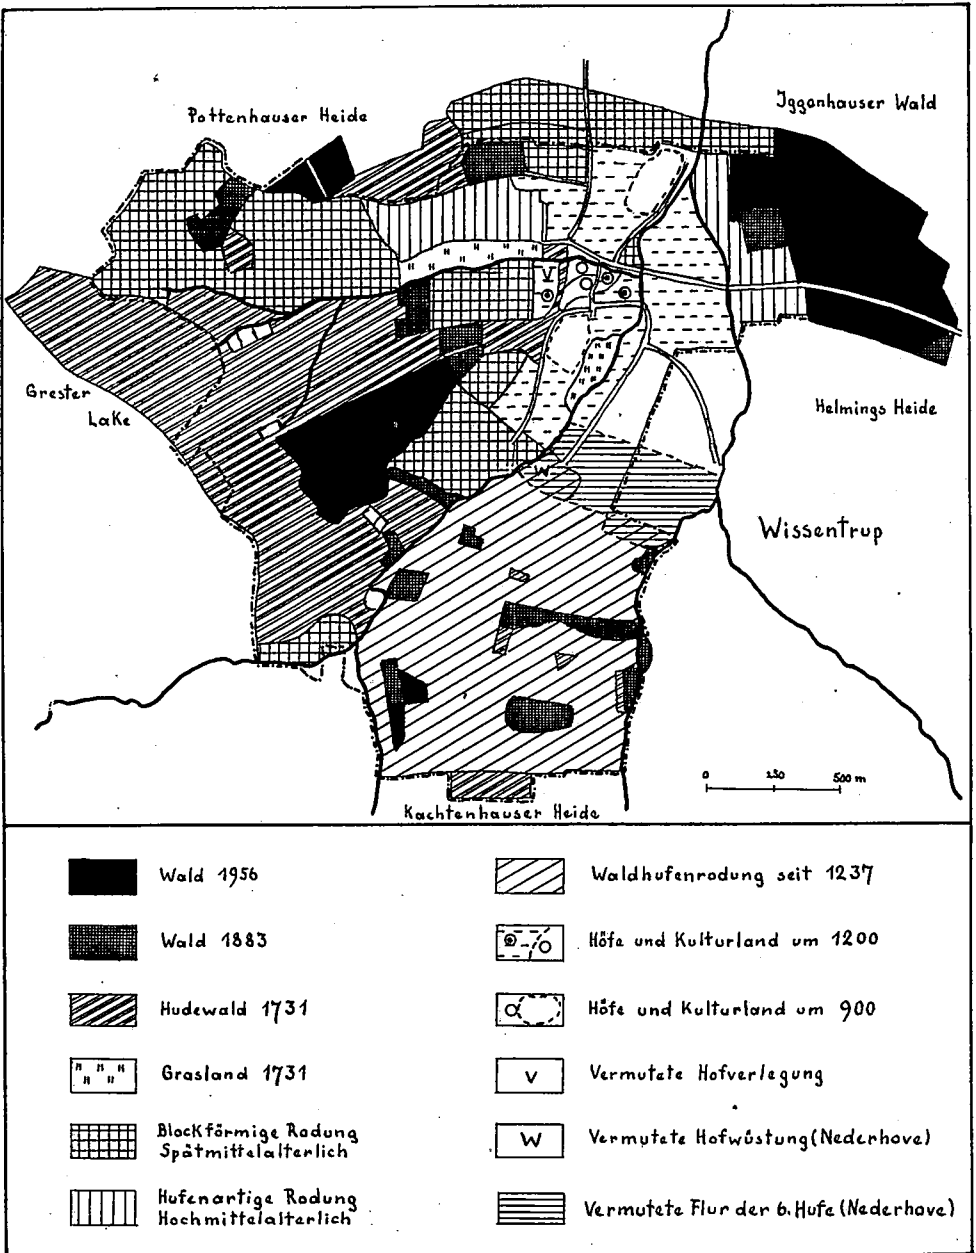 Pottenhauser Heide
Iggenhauser Wald
Grester
Lake
Helmings Heide
V
W
Wissentrup
0 250 500 m
Kachtenhauser Heide
Wald 1956
Wald 1883
Hudewald 1731
Grasland 1731
Blockförmige Rodung
Spätmittelalterlich
Hufenartige Rodung
Hochmittelalterlich
Waldhufenrodung seit 1237
Höfe und Kulturland um 1200
Höfe und Kulturland um 900
V Vermutete Hofverlegung
W Vermutete Hofwüstung (Nederhove)
Vermutete Flur der 6. Hufe (Nederhove)